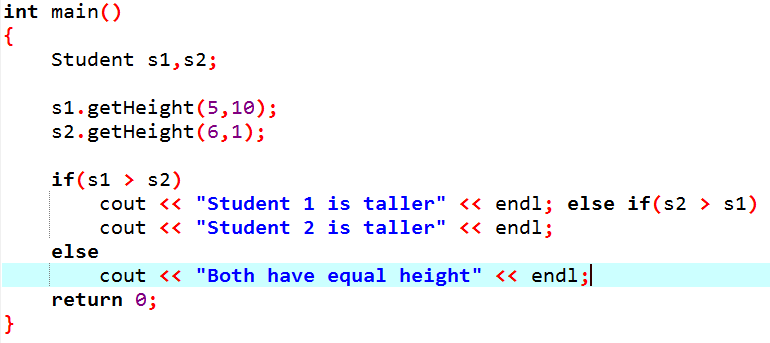 int main()
{
    Student s1,s2;

    s1.getHeight(5,10);
    s2.getHeight(6,1);

    if(s1 > s2)
        cout << "Student 1 is taller" << endl; else if(s2 > s1)
        cout << "Student 2 is taller" << endl;
    else
        cout << "Both have equal height" << endl;
    return 0;
}